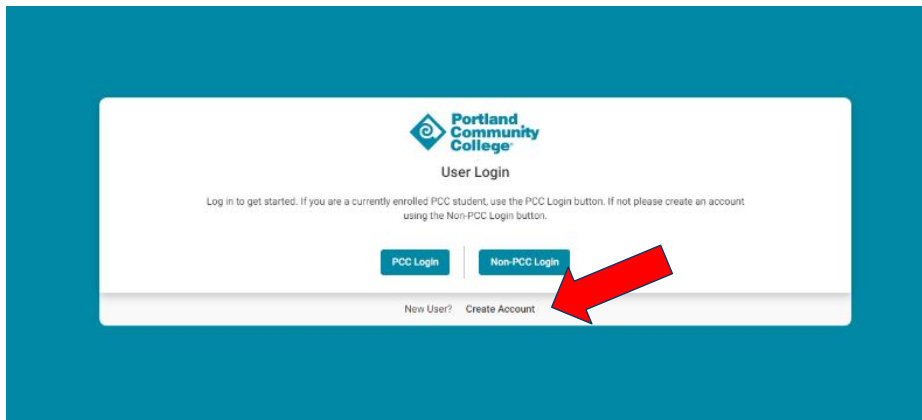 Portland
Community
College
User Login
Log in to get started. If you are a currently enrolled PCC student, use the PCC Login button. If not please create an account
using the Non-PCC Login button.
PCC Login
Non-PCC Login
New User? Create Account